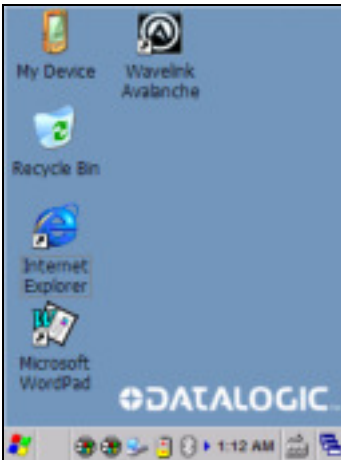 My Device
Wavelink
Avalanche
Recycle Bin
Internet
Explorer
Microsoft
WordPad
DATALOGIC
1:12 AM